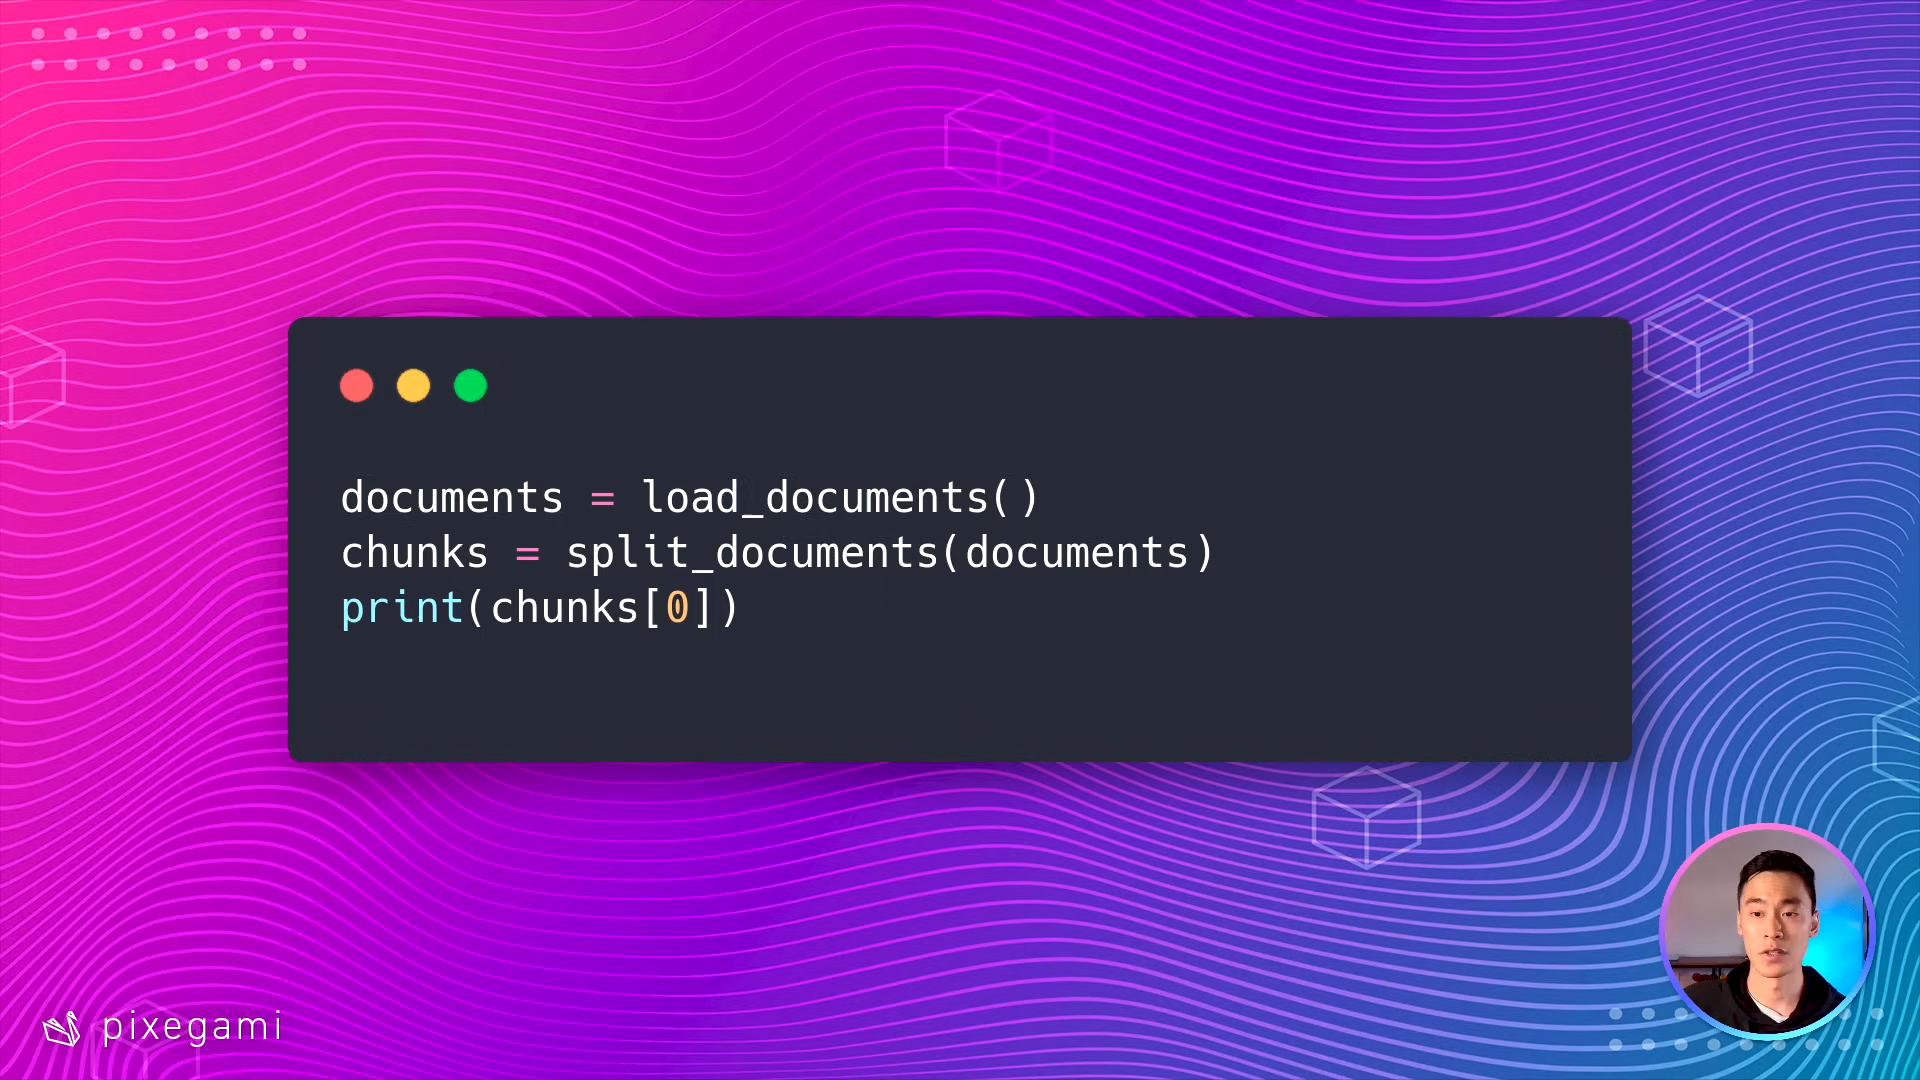 documents = load_documents()
chunks = split_documents(documents)
print(chunks[0])
pixegami